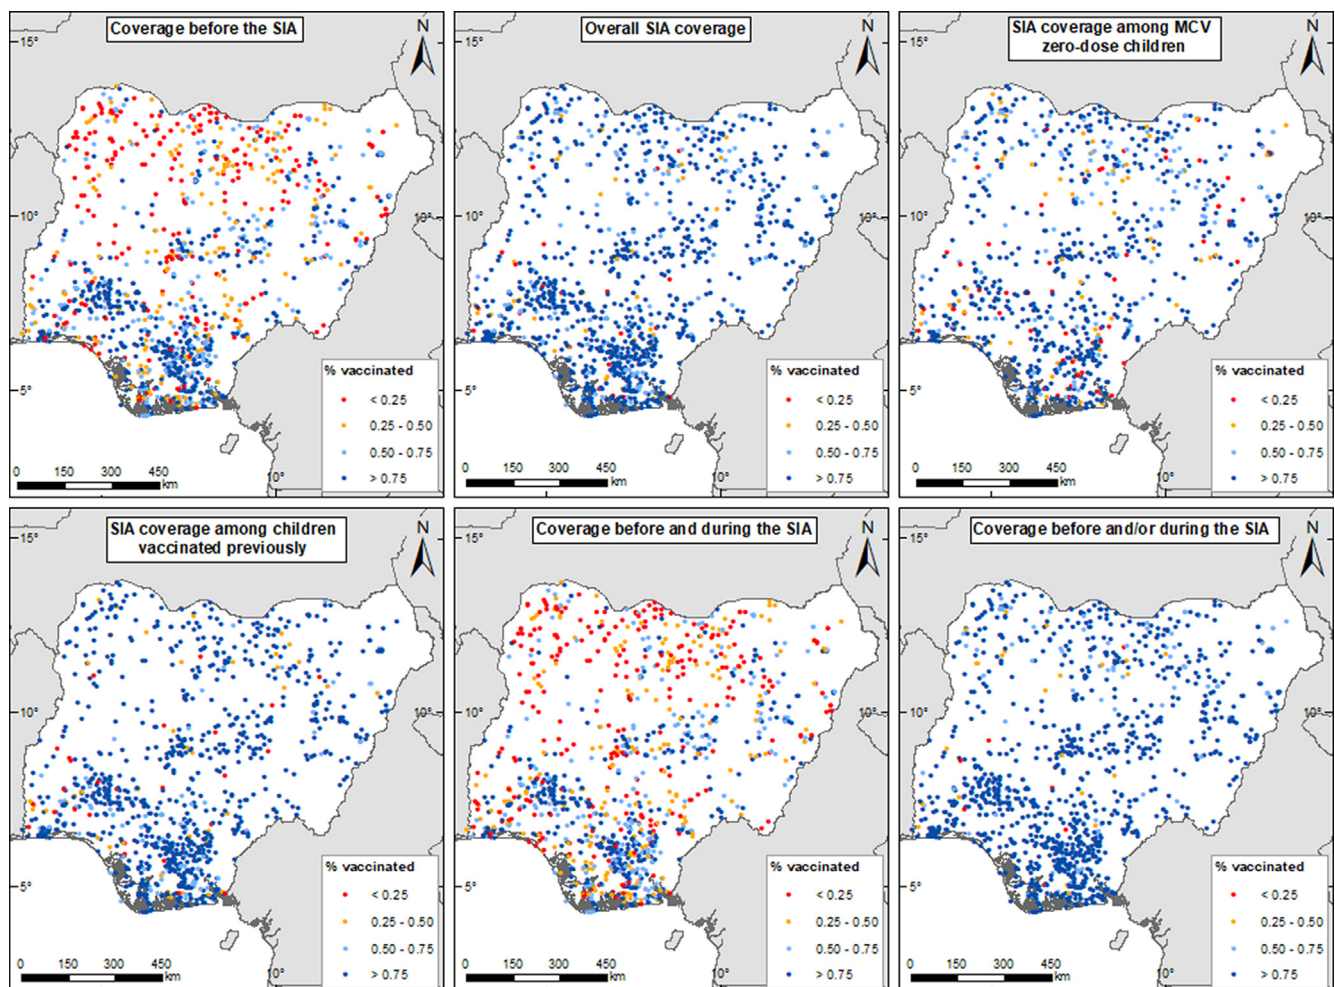 Coverage before the SIA
N
15°
10°
5°
10°
10°
% vaccinated
< 0.25
0.25 - 0.50
0.50 - 0.75
> 0.75
0 150 300 450
km
Overall SIA coverage
N
15°
10°
5°
10°
10°
% vaccinated
< 0.25
0.25 - 0.50
0.50 - 0.75
> 0.75
0 150 300 450
km
SIA coverage among MCV
zero-dose children
N
15°
10°
5°
10°
10°
% vaccinated
< 0.25
0.25 - 0.50
0.50 - 0.75
> 0.75
0 150 300 450
km
SIA coverage among children
vaccinated previously
N
15°
10°
5°
10°
10°
% vaccinated
< 0.25
0.25 - 0.50
0.50 - 0.75
> 0.75
0 150 300 450
km
Coverage before and during the SIA
N
15°
10°
5°
10°
10°
% vaccinated
< 0.25
0.25 - 0.50
0.50 - 0.75
> 0.75
0 150 300 450
km
Coverage before and/or during the SIA
N
15°
10°
5°
10°
10°
% vaccinated
< 0.25
0.25 - 0.50
0.50 - 0.75
> 0.75
0 150 300 450
km